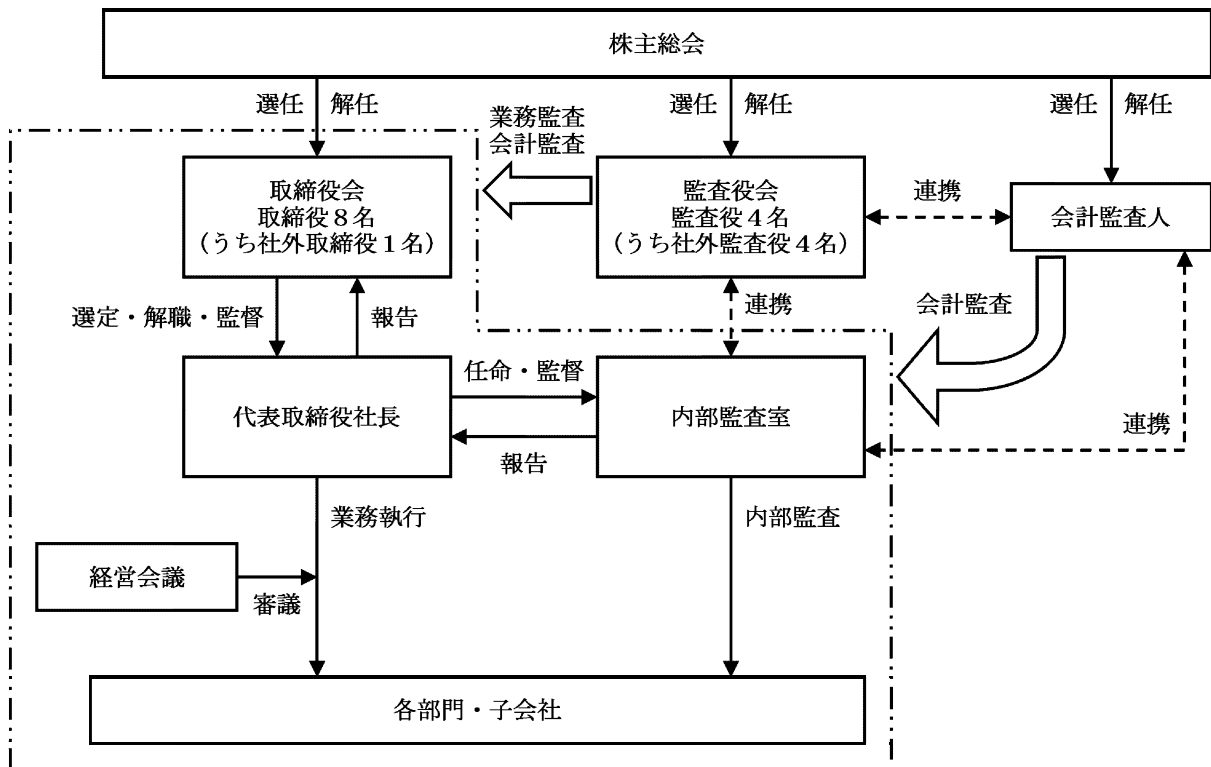 株主総会
選任
解任
選任
解任
選任
解任
業務監査
会計監査
取締役会
取締役8名
（うち社外取締役1名）
監査役会
監査役4名
（うち社外監査役4名）
連携
会計監査人
選定・解職・監督
報告
連携
会計監査
代表取締役社長
任命・監督
報告
内部監査室
連携
業務執行
内部監査
経営会議
審議
各部門・子会社